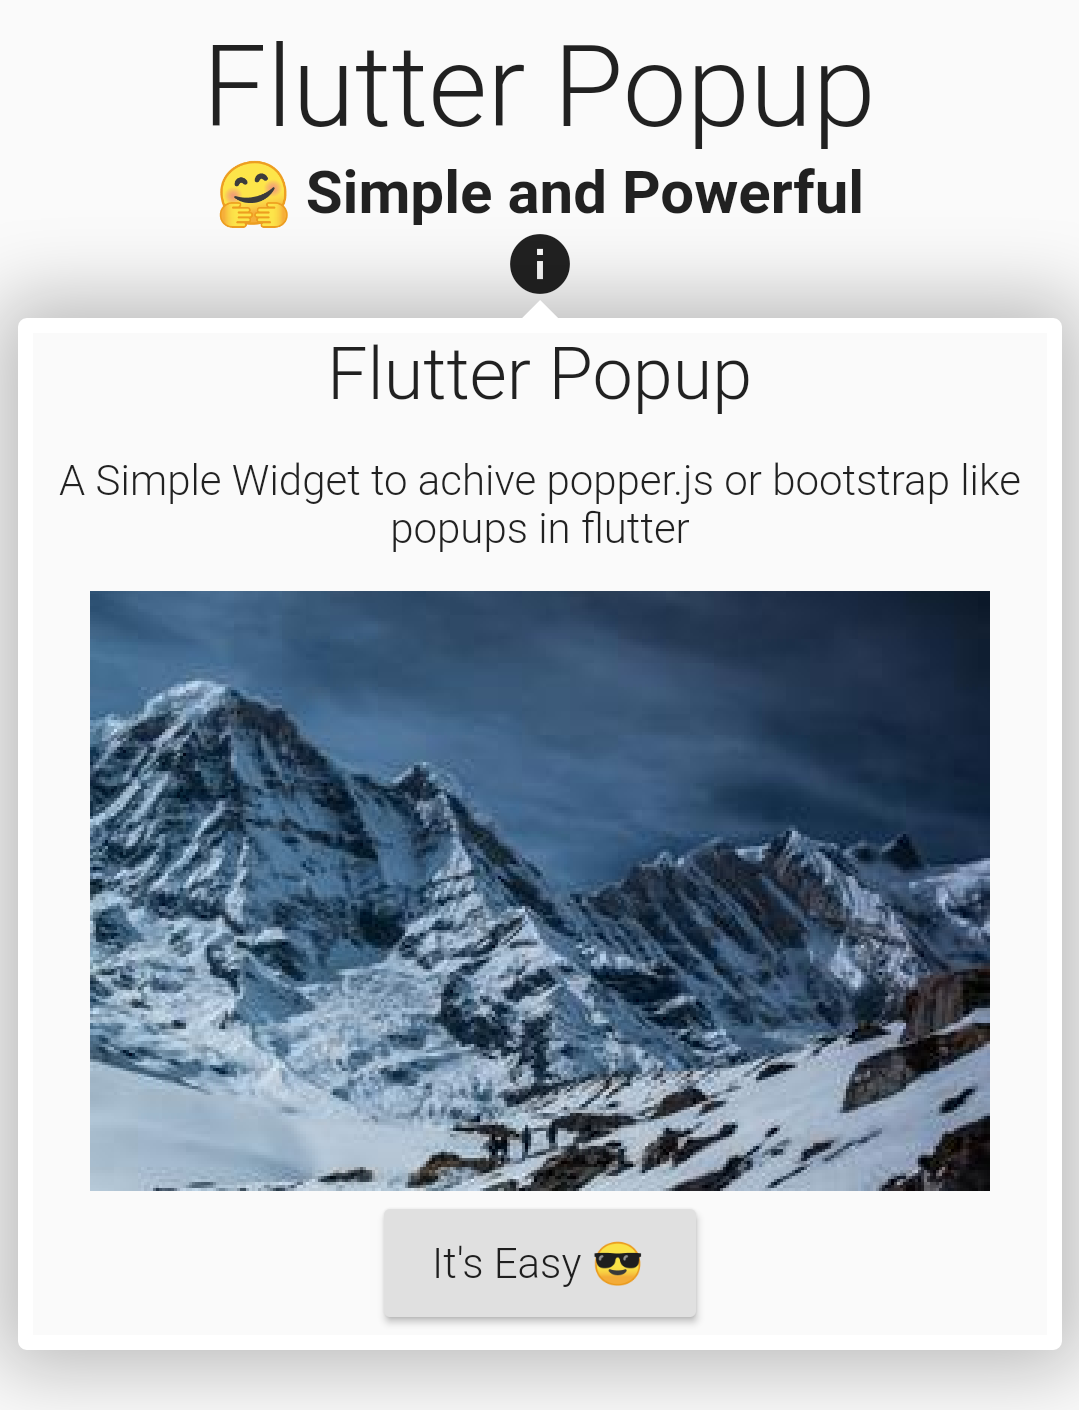 Flutter Popup
🤗 Simple and Powerful
i
Flutter Popup
A Simple Widget to achive popper.js or bootstrap like
popups in flutter
It's Easy 😎